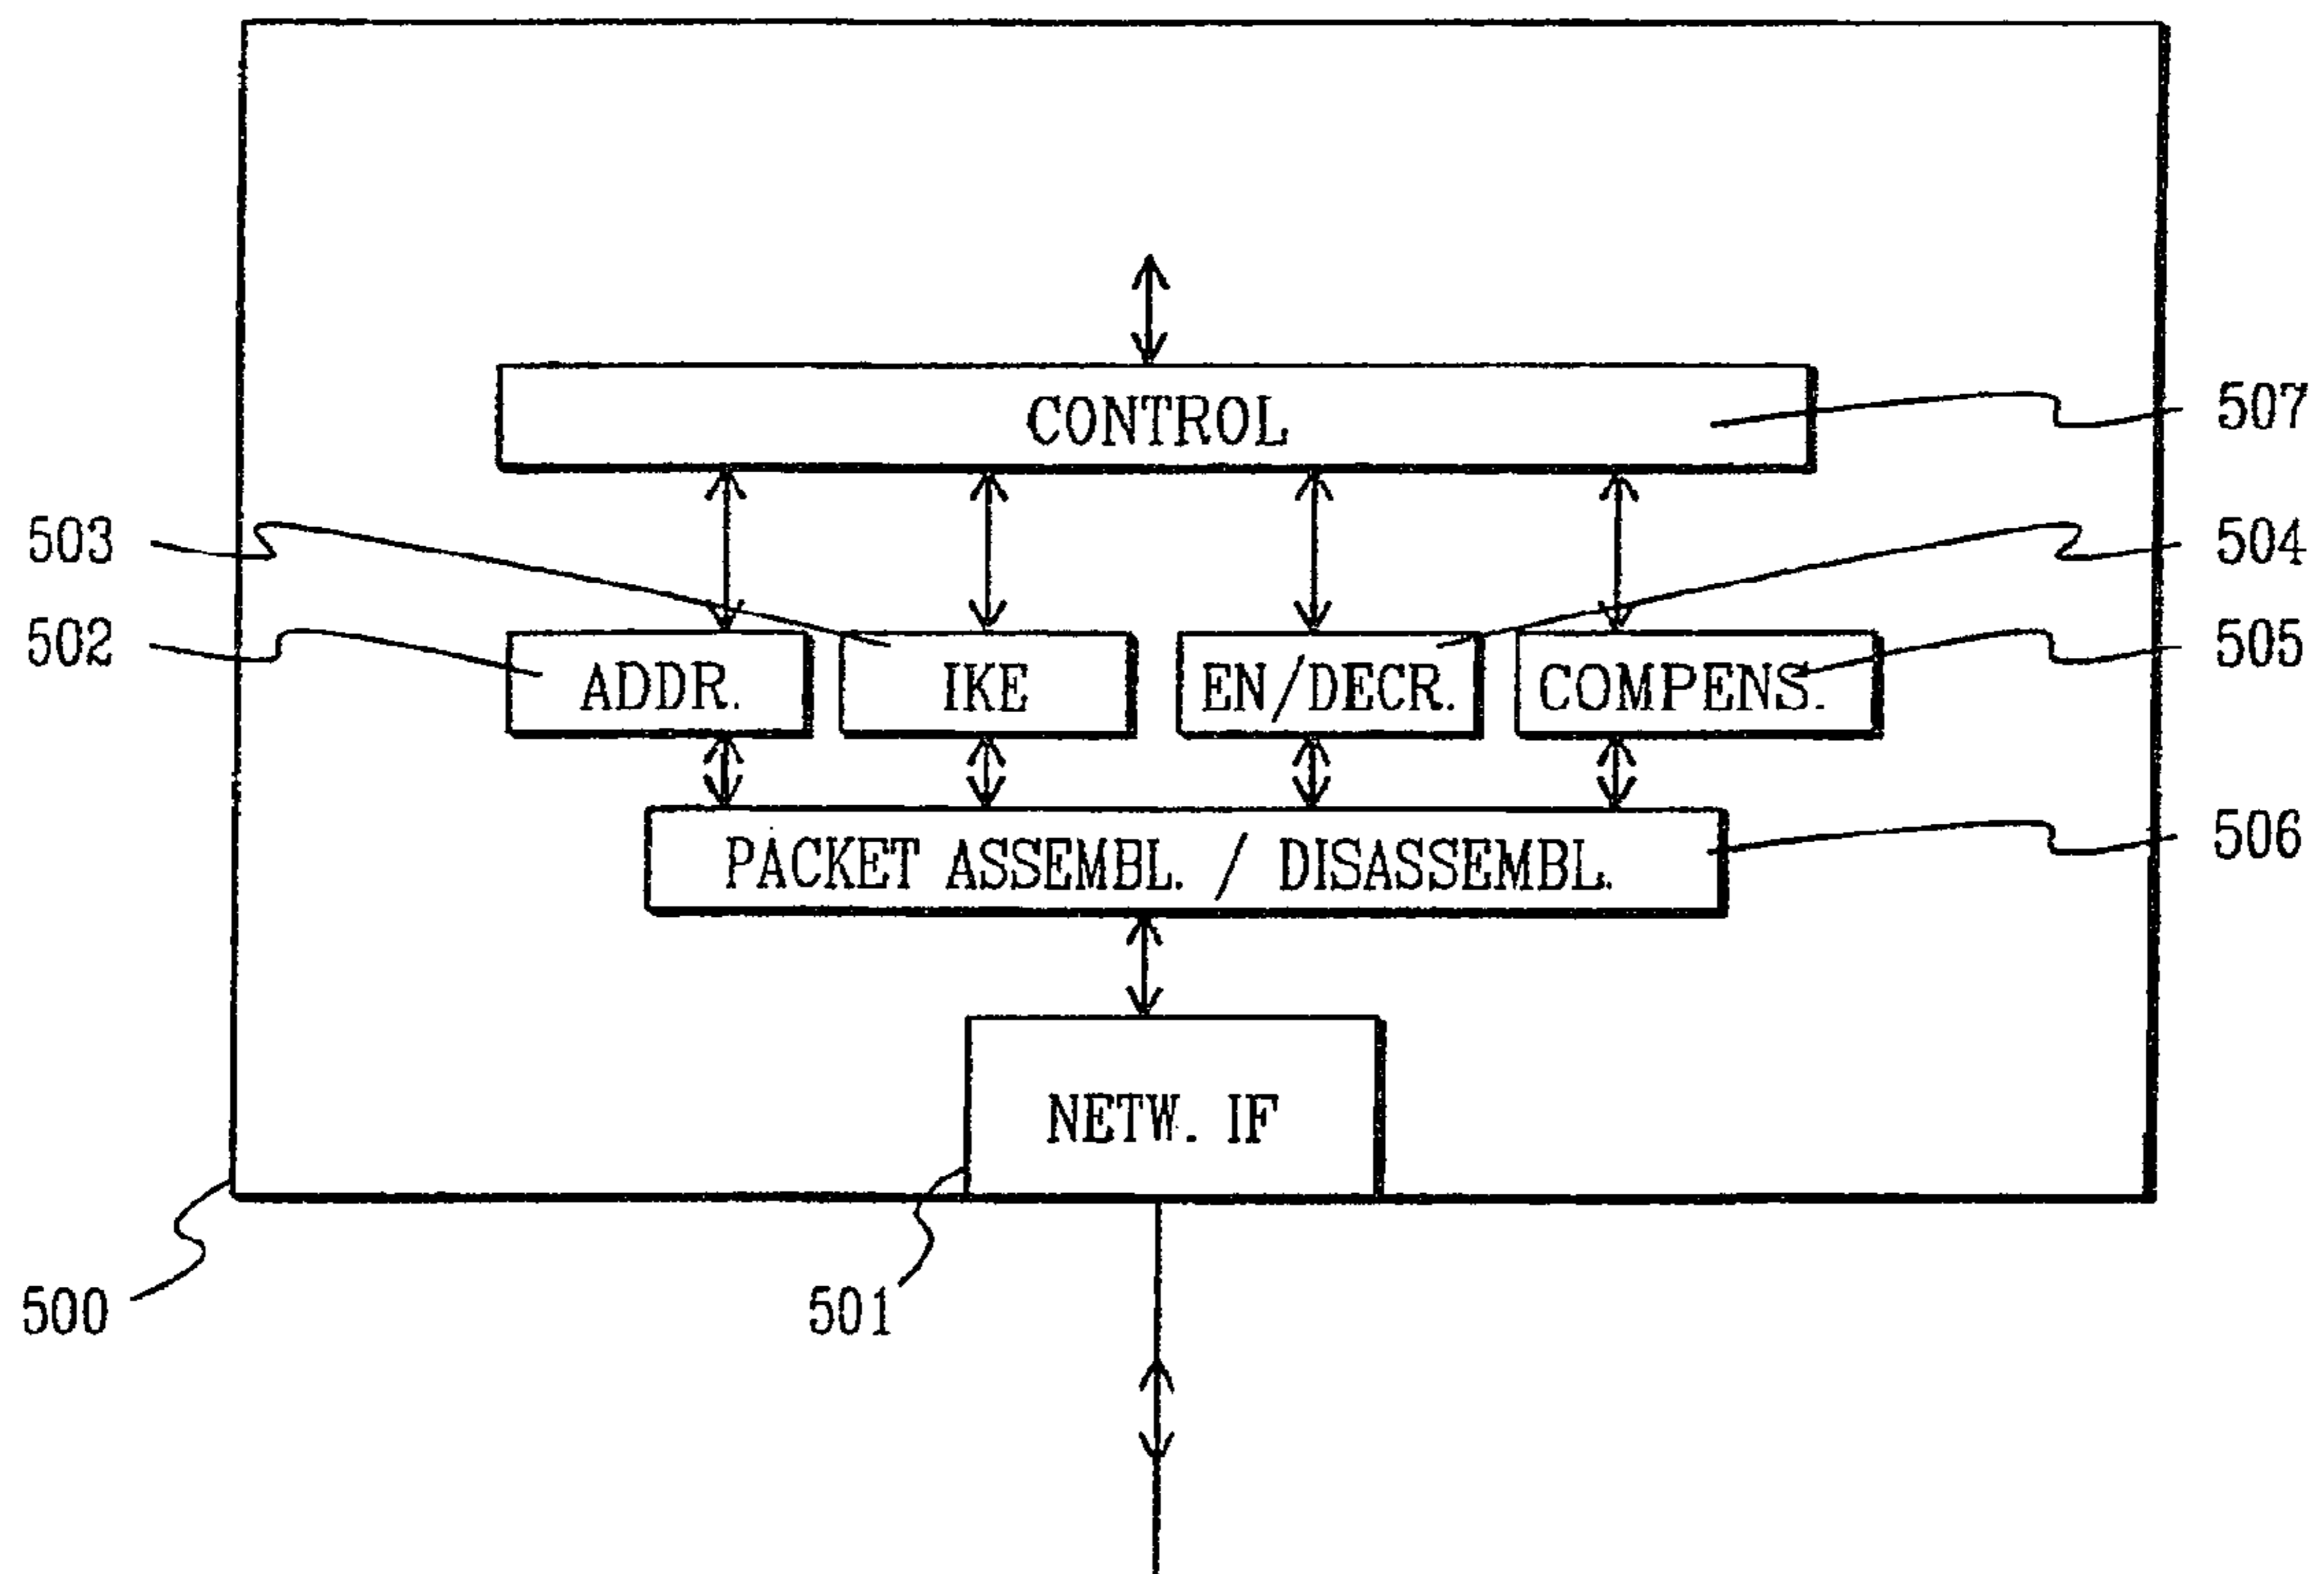 CONTROL
507
503
504
502
505
ADDR.
IKE
EN/DECR.
COMPENS.
506
PACKET ASSEMBL. / DISASSEMBL.
NETW. IF
500
501